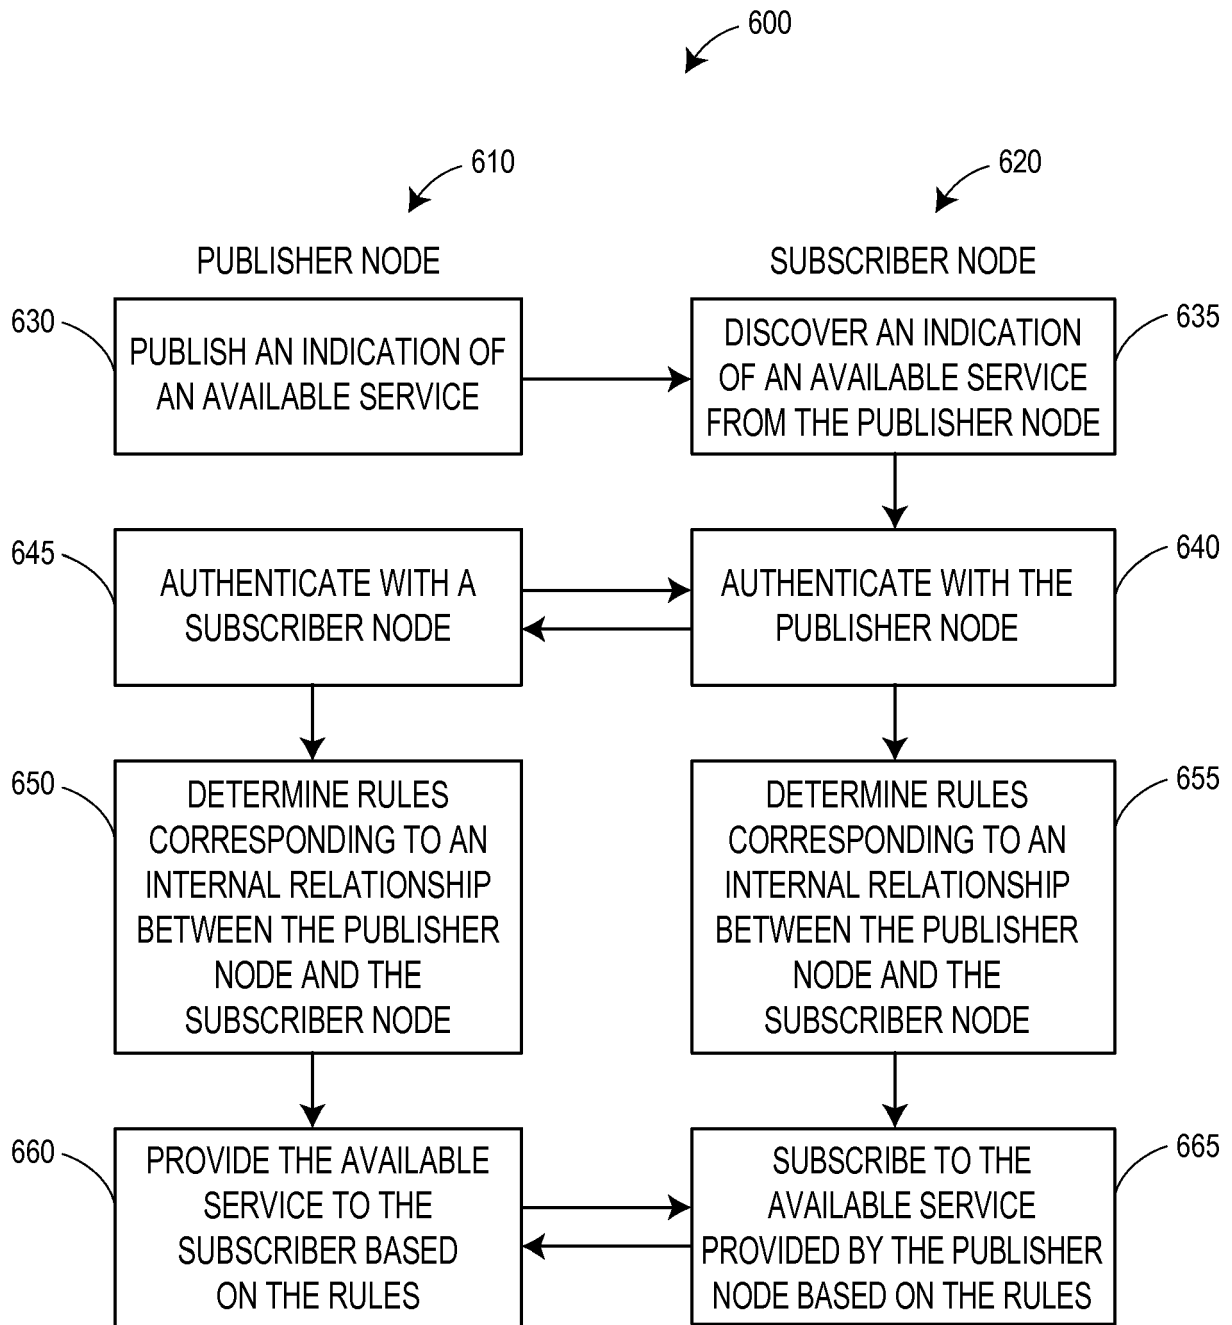 600
610
620
PUBLISHER NODE
SUBSCRIBER NODE
630
PUBLISH AN INDICATION OF
AN AVAILABLE SERVICE
DISCOVER AN INDICATION
OF AN AVAILABLE SERVICE
FROM THE PUBLISHER NODE
635
645
AUTHENTICATE WITH A
SUBSCRIBER NODE
AUTHENTICATE WITH THE
PUBLISHER NODE
640
650
DETERMINE RULES
CORRESPONDING TO AN
INTERNAL RELATIONSHIP
BETWEEN THE PUBLISHER
NODE AND THE
SUBSCRIBER NODE
DETERMINE RULES
CORRESPONDING TO AN
INTERNAL RELATIONSHIP
BETWEEN THE PUBLISHER
NODE AND THE
SUBSCRIBER NODE
655
660
PROVIDE THE AVAILABLE
SERVICE TO THE
SUBSCRIBER BASED
ON THE RULES
SUBSCRIBE TO THE
AVAILABLE SERVICE
PROVIDED BY THE PUBLISHER
NODE BASED ON THE RULES
665